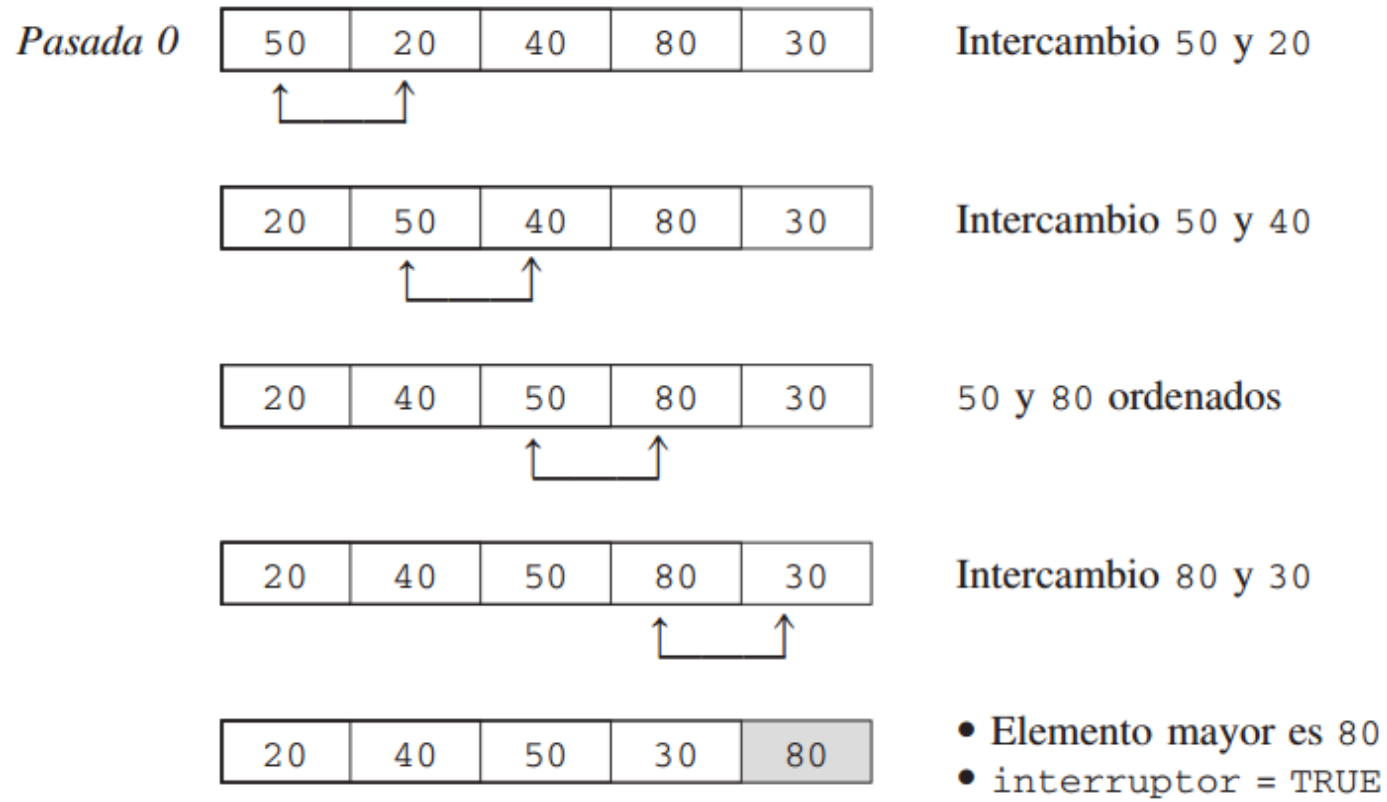 Pasada 0 50 20 40 80 30 Intercambio 50 y 20
20 50 40 80 30 Intercambio 50 y 40
20 40 50 80 30 50 y 80 ordenados
20 40 50 80 30 Intercambio 80 y 30
20 40 50 30 80 • Elemento mayor es 80
• interruptor = TRUE